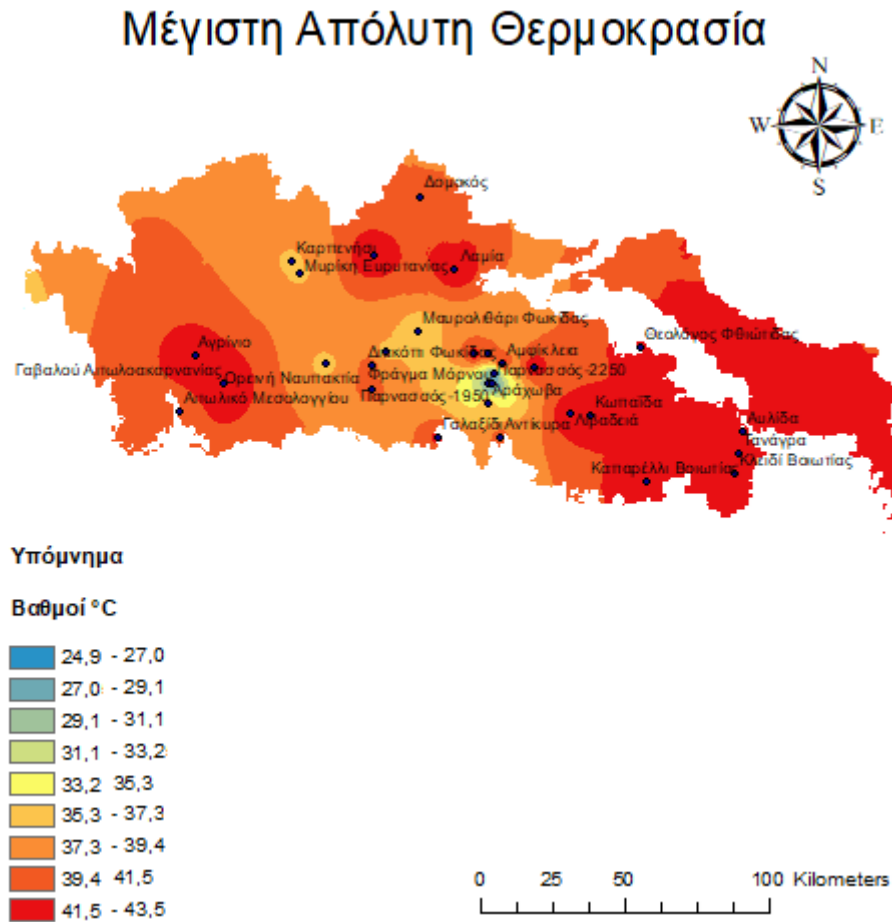 Μέγιστη Απόλυτη Θερμοκρασία
N
W E
S
Δομοκός
Καρπενήσι
Λαμία
Μυρίκη Ευρυτανίας
Μαυρολιθάρι Φωκίδας
Θεολόγος Φθιώτιδας
Αγρίνιο
Διακόπι Φωκίδας
Αμφίκλεια
Γαβαλού Αιτωλοακαρνανίας
Ορεινή Ναυπακτία
Φράγμα Μόρνου
Παρνασσός-2250
Αιτωλικό Μεσολογγίου
Παρνασσός-1950
Αράχωβα
Κωπαΐδα
Γαλαξίδι
Αντίκυρα
Λιβαδειά
Αυλίδα
Τανάγρα
Καπαρέλλι Βοιωτίας
Κλειδί Βοιωτίας
Υπόμνημα
Βαθμοί °C
24,9 - 27,0
27,0 - 29,1
29,1 - 31,1
31,1 - 33,2
33,2 35,3
35,3 - 37,3
37,3 - 39,4
39,4 41,5
41,5 - 43,5
0 25 50 100 Kilometers